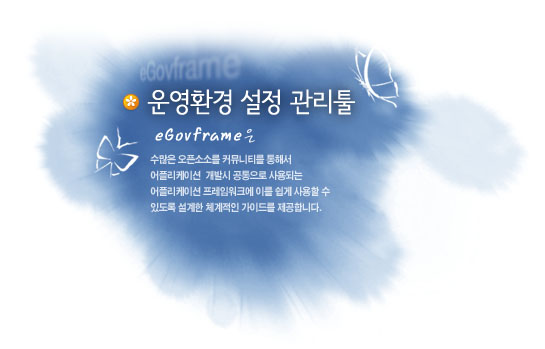 eGovframe
운영환경 설정 관리툴
eGovframe은
수많은 오픈소소를 커뮤니티를 통해서
어플리케이션 개발시 공통으로 사용되는
어플리케이션 프레임워크에 이를 쉽게 사용할 수
있도록 설계한 체계적인 가이드를 제공합니다.